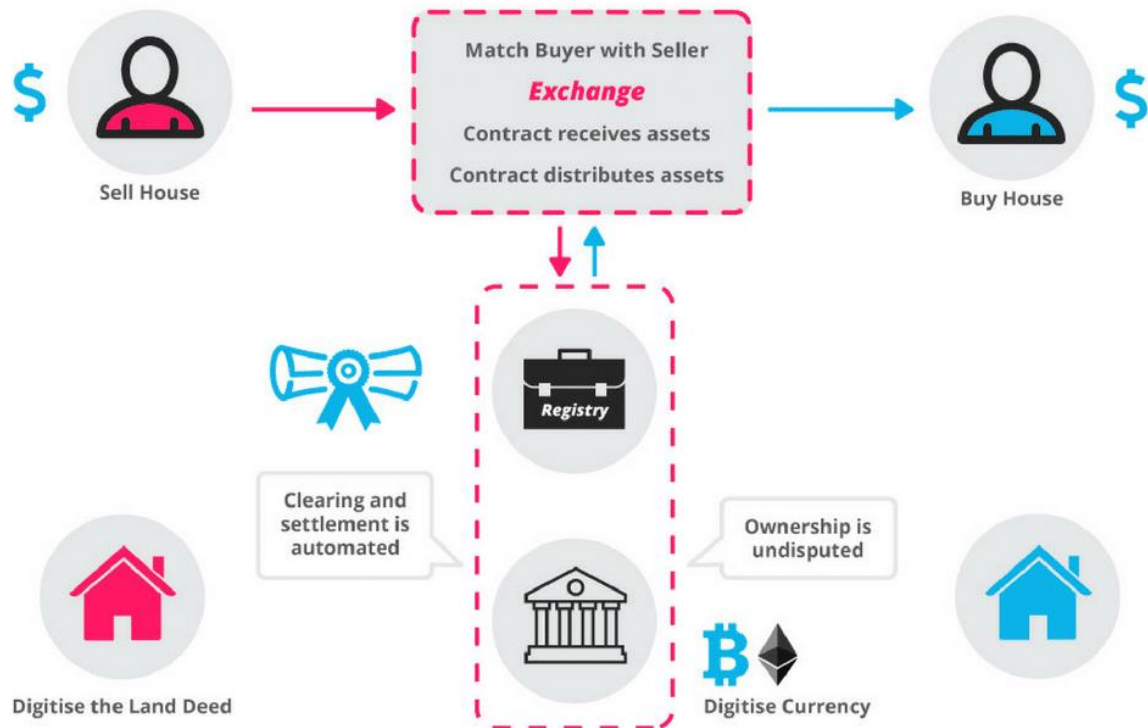 Match Buyer with Seller
Exchange
Contract receives assets
Contract distributes assets
$
$
Sell House
Buy House
Registry
Clearing and
settlement is
automated
Ownership is
undisputed
Digitise the Land Deed
Digitise Currency